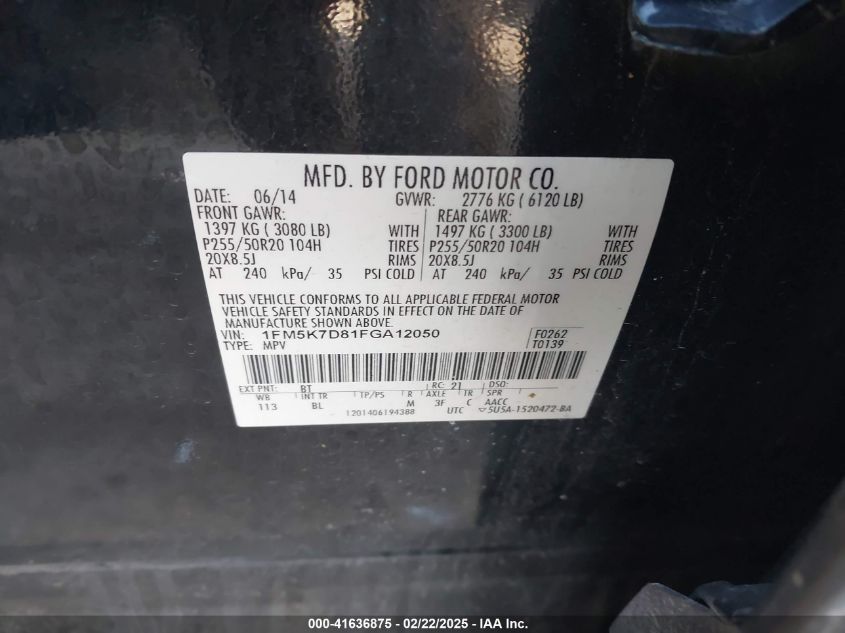 MFD. BY FORD MOTOR CO.
DATE: 06/14 GVWR: 2776 KG ( 6120 LB)
FRONT GAWR: REAR GAWR:
1397 KG ( 3080 LB) WITH 1497 KG ( 3300 LB) WITH
P255/50R20 104H TIRES P255/50R20 104H TIRES
20X8.5J RIMS 20X8.5J RIMS
AT 240 kPa/ 35 PSI COLD AT 240 kPa/ 35 PSI COLD
THIS VEHICLE CONFORMS TO ALL APPLICABLE FEDERAL MOTOR
VEHICLE SAFETY STANDARDS IN EFFECT ON THE DATE OF
MANUFACTURE SHOWN ABOVE.
VIN: 1FM5K7D81FGA12050 F0262
TYPE: MPV T0139
EXT PNT: BT RC: 21 DSO:
WB INT TR TP/PS R AXLE TR SPR
113 BL M 3F C AACC
1201406194388 UTC ▽5U5A-1520472-BA
000-41636875 — 02/22/2025 — IAA Inc.